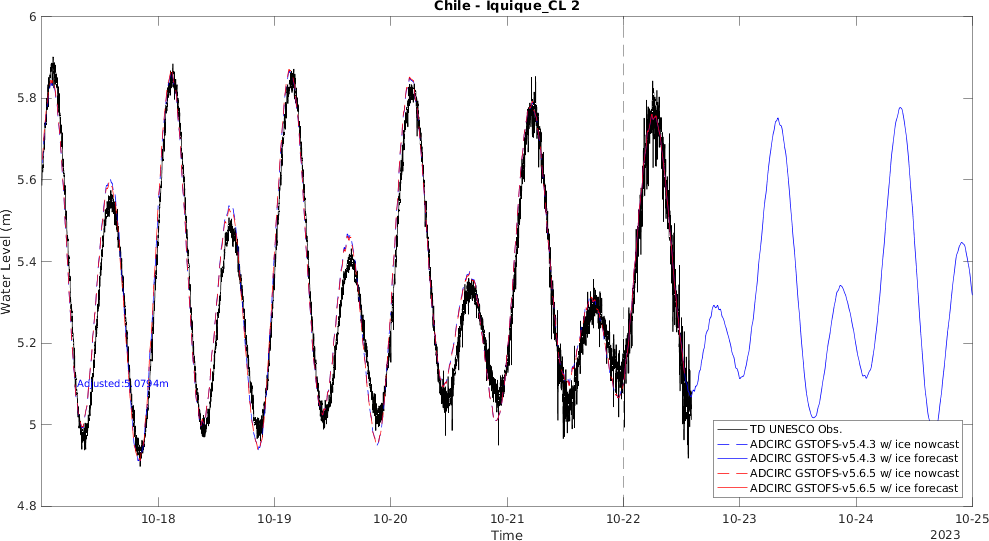 Chile - Iquique_CL 2
6
5.8
5.6
5.4
5.2
5
4.8
Water Level (m)
Adjusted:5.0794m
10-18
10-19
10-20
10-21
10-22
10-23
10-24
10-25
Time
2023
TD UNESCO Obs.
ADCIRC GSTOFS-v5.4.3 w/ ice nowcast
ADCIRC GSTOFS-v5.4.3 w/ ice forecast
ADCIRC GSTOFS-v5.6.5 w/ ice nowcast
ADCIRC GSTOFS-v5.6.5 w/ ice forecast